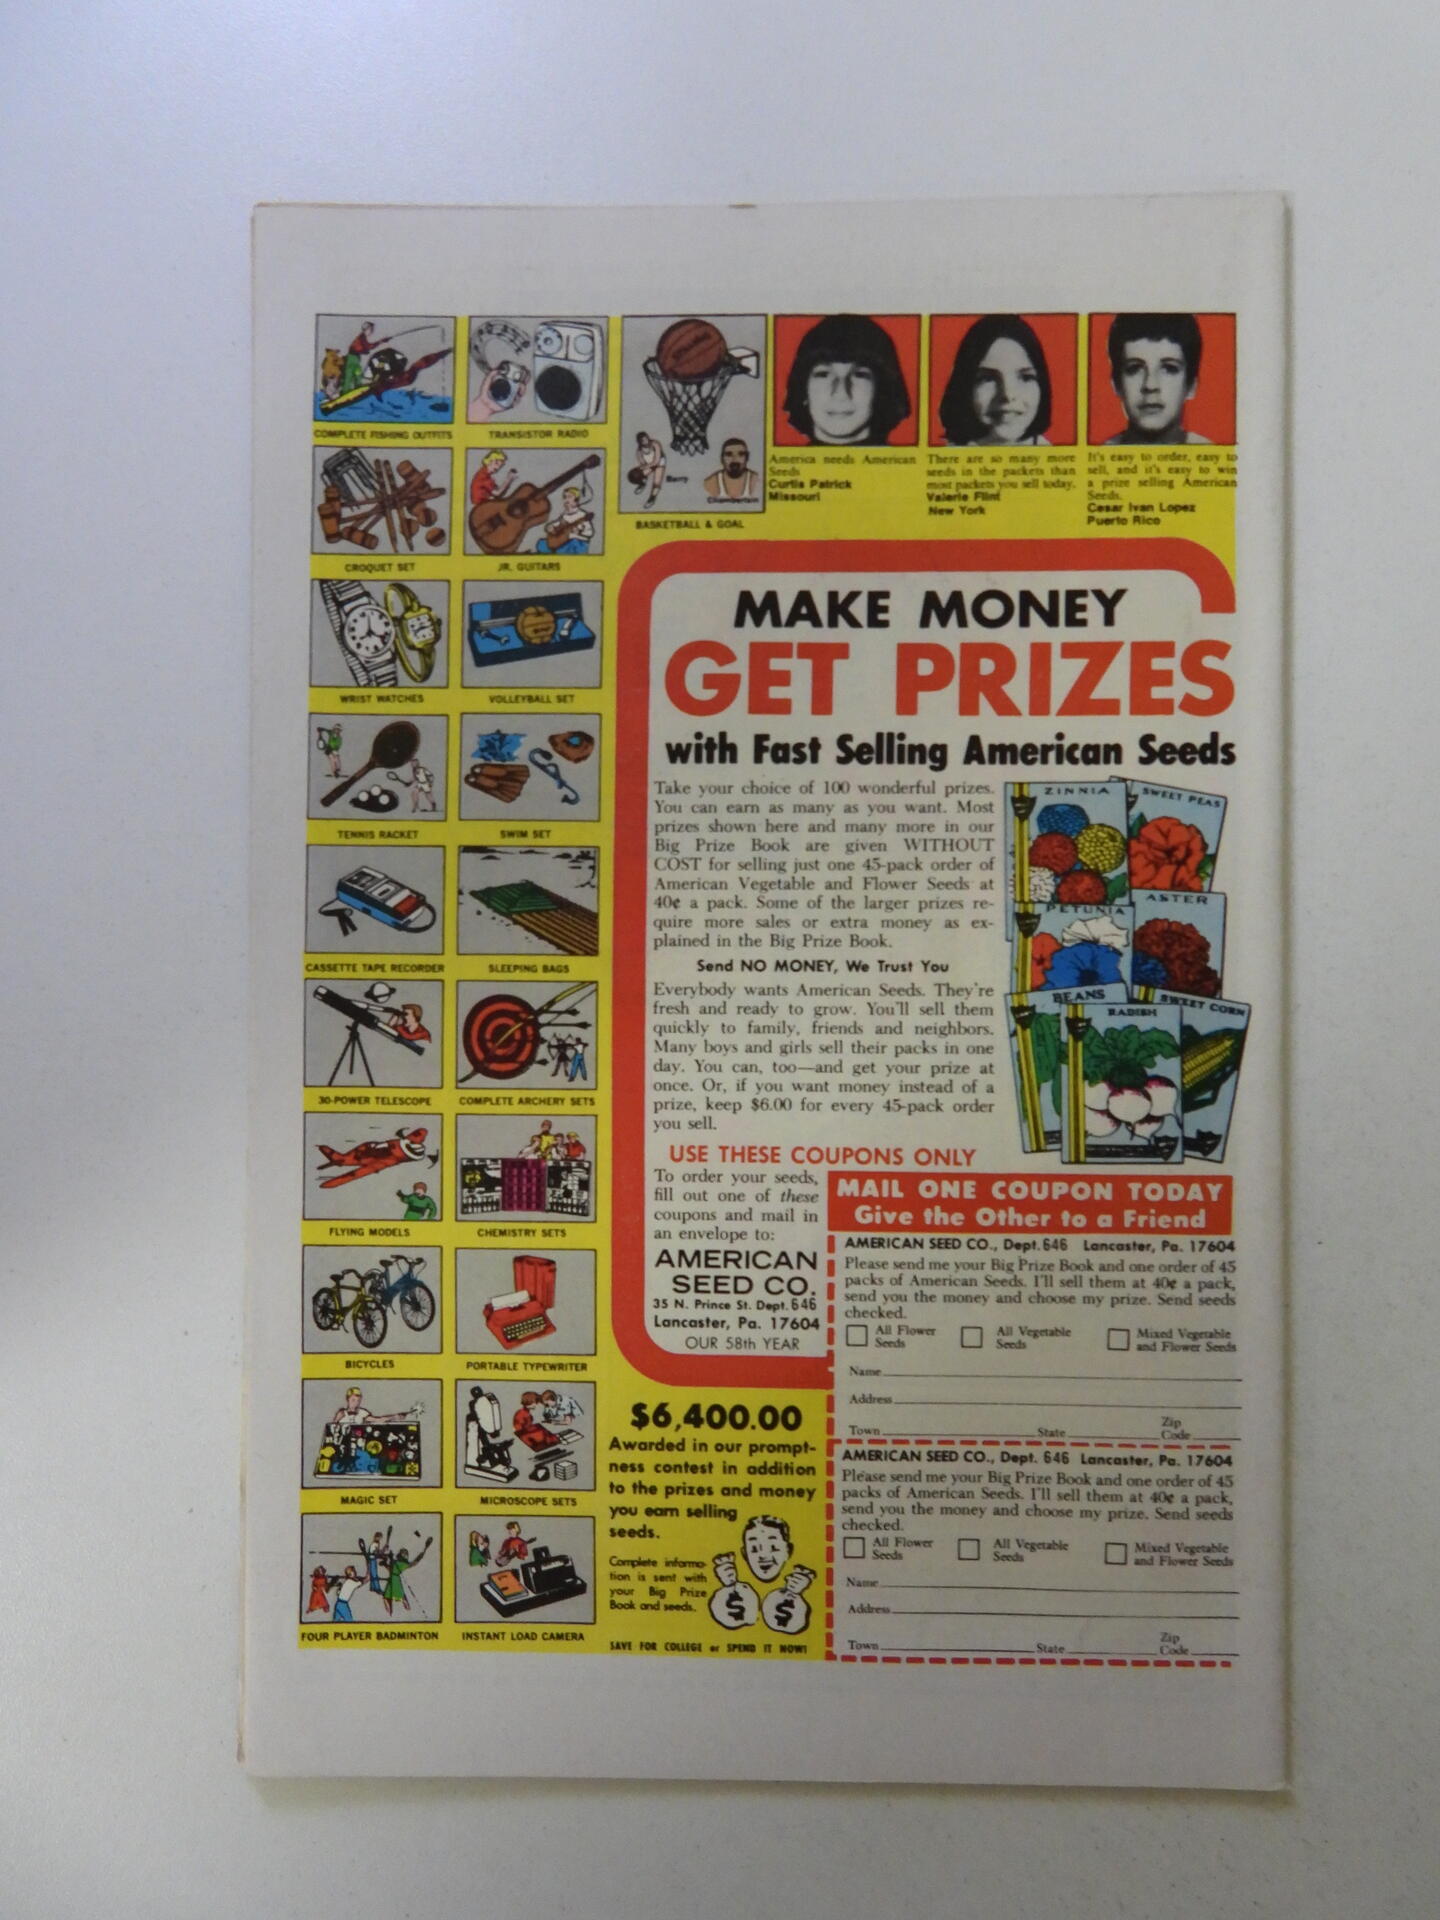 COMPLETE FISHING OUTFITS
TRANSISTOR RADIO
CROQUET SET
JR. GUITARS
WRIST WATCHES
VOLLEYBALL SET
TENNIS RACKET
SWIM SET
CASSETTE TAPE RECORDER
SLEEPING BAGS
30-POWER TELESCOPE
COMPLETE ARCHERY SETS
FLYING MODELS
CHEMISTRY SETS
BICYCLES
PORTABLE TYPEWRITER
MAGIC SET
MICROSCOPE SETS
FOUR PLAYER BADMINTON
INSTANT LOAD CAMERA
Barry
Chamberlain
BASKETBALL & GOAL
America needs American
Seeds
Curtis Patrick
Missouri
There are so many more
seeds in the packets than
most packets you sell today.
Valerie Flint
New York
It's easy to order, easy to
sell, and it's easy to win
a prize selling American
Seeds.
Cesar Ivan Lopez
Puerto Rico
MAKE MONEY
GET PRIZES
with Fast Selling American Seeds
Take your choice of 100 wonderful prizes.
You can earn as many as you want. Most
prizes shown here and many more in our
Big Prize Book are given WITHOUT
COST for selling just one 45-pack order of
American Vegetable and Flower Seeds at
40¢ a pack. Some of the larger prizes re-
quire more sales or extra money as ex-
plained in the Big Prize Book.
Send NO MONEY, We Trust You
Everybody wants American Seeds. They're
fresh and ready to grow. You'll sell them
quickly to family, friends and neighbors.
Many boys and girls sell their packs in one
day. You can, too—and get your prize at
once. Or, if you want money instead of a
prize, keep $6.00 for every 45-pack order
you sell.
ZINNIA
SWEET PEAS
PETUNIA
ASTER
BEANS
RADISH
SWEET CORN
USE THESE COUPONS ONLY
To order your seeds,
fill out one of these
coupons and mail in
an envelope to:
AMERICAN
SEED CO.
35 N. Prince St. Dept. 646
Lancaster, Pa. 17604
OUR 58th YEAR
MAIL ONE COUPON TODAY
Give the Other to a Friend
AMERICAN SEED CO., Dept. 646 Lancaster, Pa. 17604
Please send me your Big Prize Book and one order of 45
packs of American Seeds. I'll sell them at 40¢ a pack,
send you the money and choose my prize. Send seeds
checked.
All Flower
Seeds
All Vegetable
Seeds
Mixed Vegetable
and Flower Seeds
Name
Address
Town State Zip Code
AMERICAN SEED CO., Dept. 646 Lancaster, Pa. 17604
Please send me your Big Prize Book and one order of 45
packs of American Seeds. I'll sell them at 40¢ a pack,
send you the money and choose my prize. Send seeds
checked.
All Flower
Seeds
All Vegetable
Seeds
Mixed Vegetable
and Flower Seeds
Name
Address
Town State Zip Code
$6,400.00
Awarded in our prompt-
ness contest in addition
to the prizes and money
you earn selling
seeds.
Complete informa-
tion is sent with
your Big Prize
Book and seeds.
$ $
SAVE FOR COLLEGE or SPEND IT NOW!